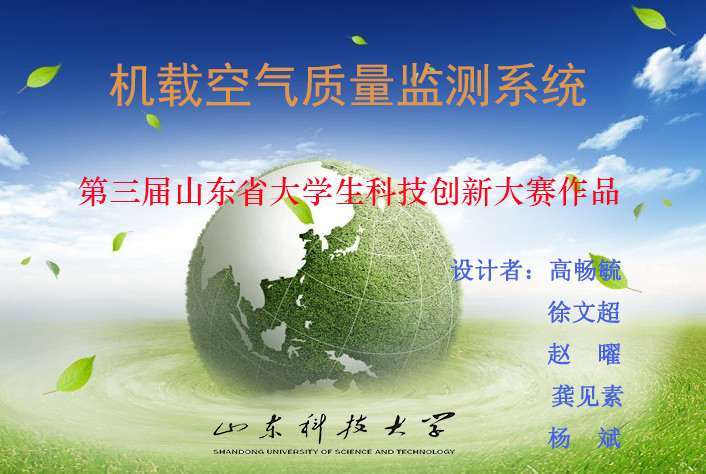 机载空气质量监测系统
第三届山东省大学生科技创新大赛作品
设计者：高畅毓
徐文超
赵 曜
龚见素
杨 斌
山东科技大学
SHANDONG UNIVERSITY OF SCIENCE AND TECHNOLOGY